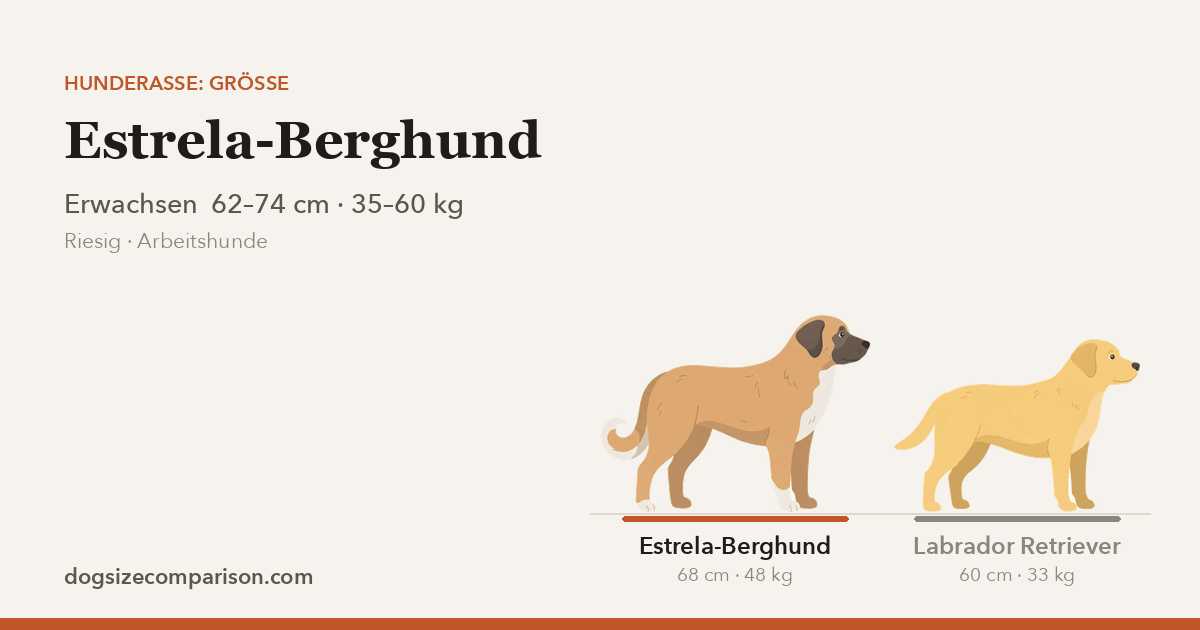 HUNDERASSE: GRÖSSE
Estrela-Berghund
Erwachsen 62–74 cm · 35–60 kg
Riesig · Arbeitshunde
Estrela-Berghund
68 cm · 48 kg
Labrador Retriever
60 cm · 33 kg
dogsizecomparison.com